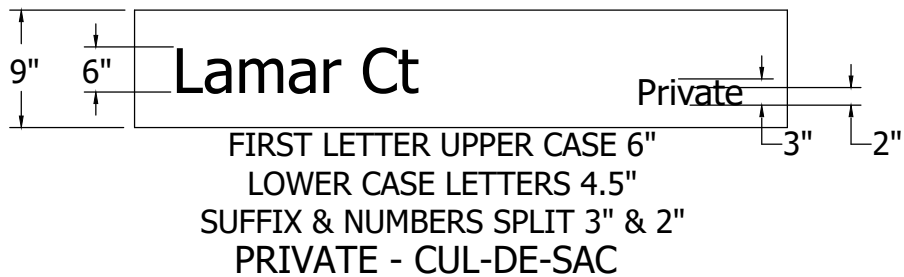 9"
6"
Lamar Ct
Private
3"
2"
FIRST LETTER UPPER CASE 6"
LOWER CASE LETTERS 4.5"
SUFFIX & NUMBERS SPLIT 3" & 2"
PRIVATE - CUL-DE-SAC